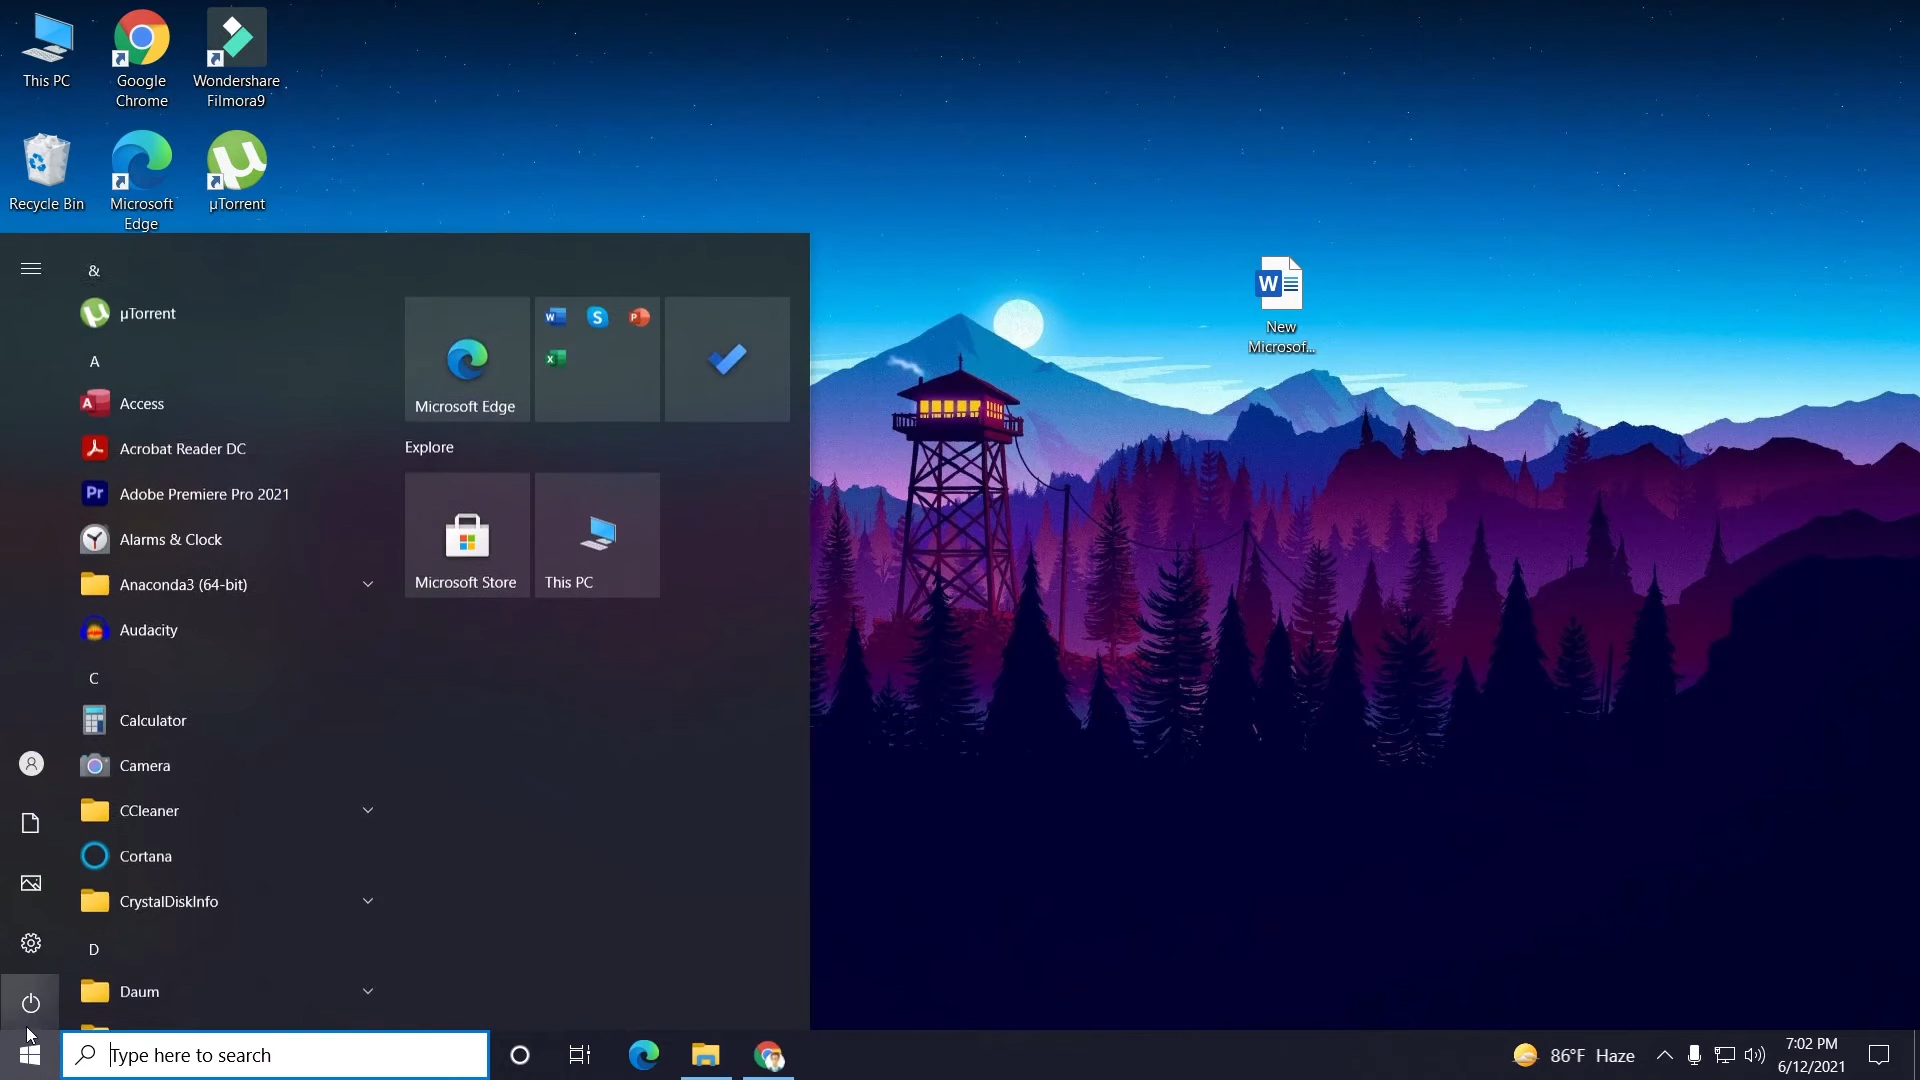 This PC
Google
Chrome
Wondershare
Filmora9
Recycle Bin
Microsoft
Edge
µTorrent
&
µTorrent
A
Access
Acrobat Reader DC
Adobe Premiere Pro 2021
Alarms & Clock
Anaconda3 (64-bit)
Audacity
C
Calculator
Camera
CCleaner
Cortana
CrystalDiskInfo
D
Daum
Microsoft Edge
Explore
Microsoft Store
This PC
New
Microsof...
Type here to search
86°F Haze
7:02 PM
6/12/2021